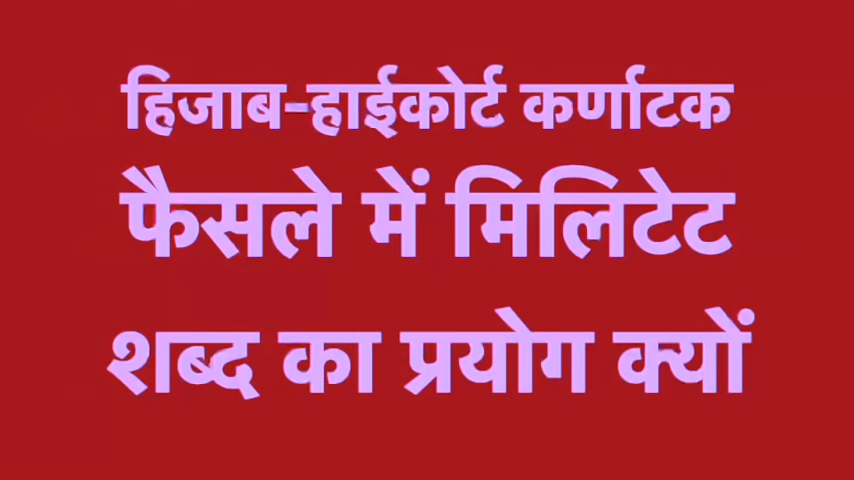 हिजाब-हाईकोर्ट कर्णाटक
फैसले में मिलिटेट
शब्द का प्रयोग क्यों